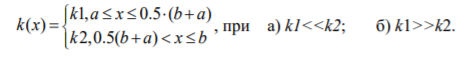 k(x)={k1, a ≤ x ≤ 0.5·(b+a)
k2, 0.5(b+a) < x ≤ b , при а) k1<<k2; б) k1>>k2.